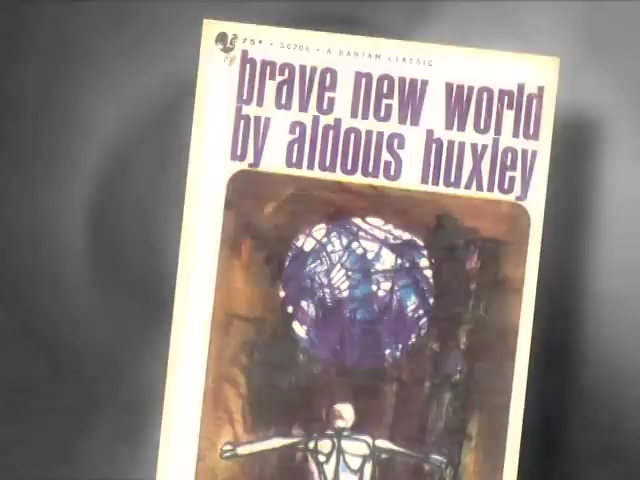 75¢ • SC206 • A BANTAM CLASSIC
brave new world
by aldous huxley